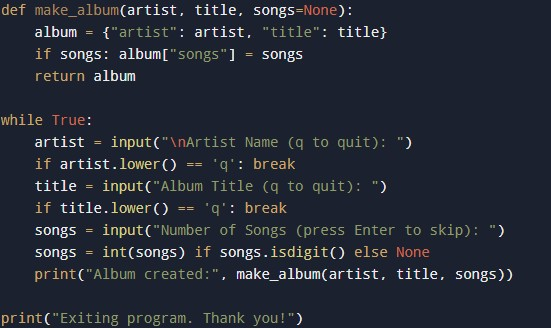 def make_album(artist, title, songs=None):
    album = {"artist": artist, "title": title}
    if songs: album["songs"] = songs
    return album

while True:
    artist = input("\nArtist Name (q to quit): ")
    if artist.lower() == 'q': break
    title = input("Album Title (q to quit): ")
    if title.lower() == 'q': break
    songs = input("Number of Songs (press Enter to skip): ")
    songs = int(songs) if songs.isdigit() else None
    print("Album created:", make_album(artist, title, songs))

print("Exiting program. Thank you!")